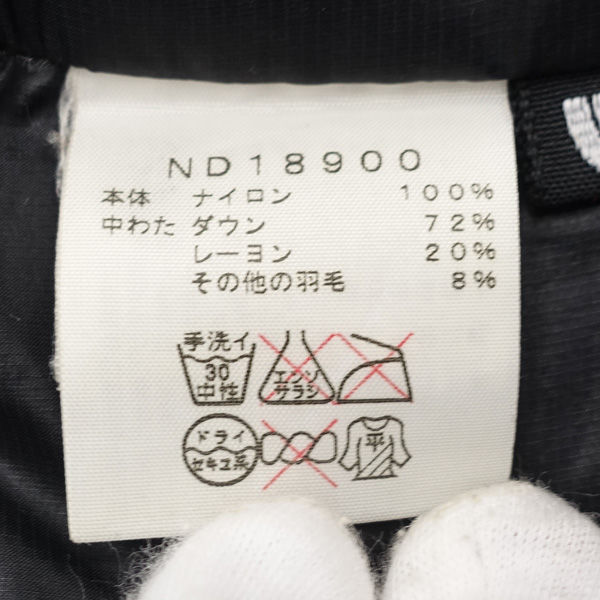 ND18900
本体 ナイロン 100%
中わた ダウン 72%
レーヨン 20%
その他の羽毛 8%
手洗イ
30
中性
エンソ
サラシ
ドライ
セキユ系
平